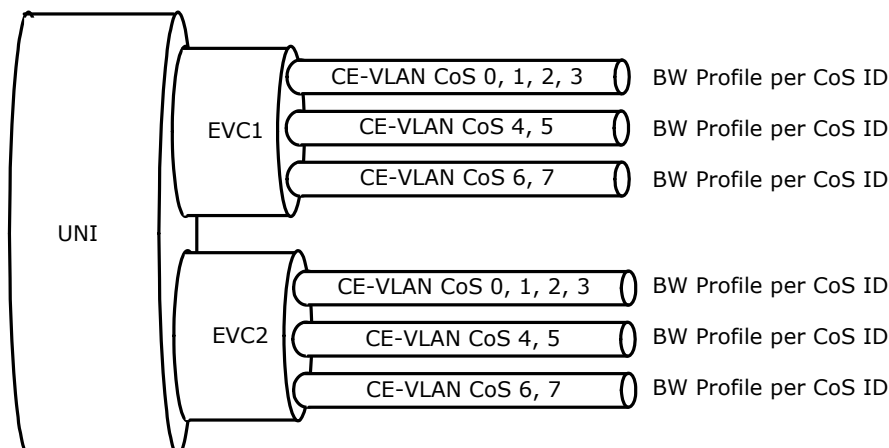 CE-VLAN CoS 0, 1, 2, 3 BW Profile per CoS ID
EVC1 CE-VLAN CoS 4, 5 BW Profile per CoS ID
CE-VLAN CoS 6, 7 BW Profile per CoS ID
UNI
CE-VLAN CoS 0, 1, 2, 3 BW Profile per CoS ID
EVC2 CE-VLAN CoS 4, 5 BW Profile per CoS ID
CE-VLAN CoS 6, 7 BW Profile per CoS ID